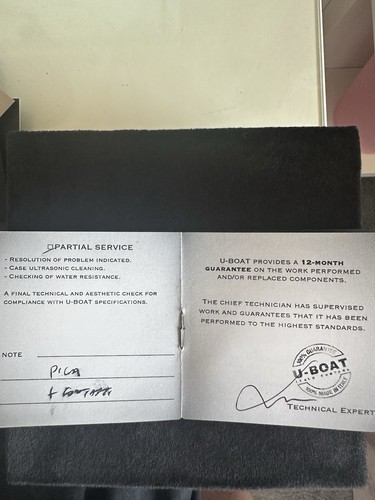 PARTIAL SERVICE
- RESOLUTION OF PROBLEM INDICATED.
- CASE ULTRASONIC CLEANING.
- CHECKING OF WATER RESISTANCE.
A FINAL TECHNICAL AND AESTHETIC CHECK FOR
COMPLIANCE WITH U-BOAT SPECIFICATIONS.
NOTE
PILA
U-BOAT PROVIDES A 12-MONTH
GUARANTEE ON THE WORK PERFORMED
AND/OR REPLACED COMPONENTS.
THE CHIEF TECHNICIAN HAS SUPERVISED
WORK AND GUARANTEES THAT IT HAS BEEN
PERFORMED TO THE HIGHEST STANDARDS.
100% GUARANTEE
U-BOAT
100% MADE IN ITALY
TECHNICAL EXPERT